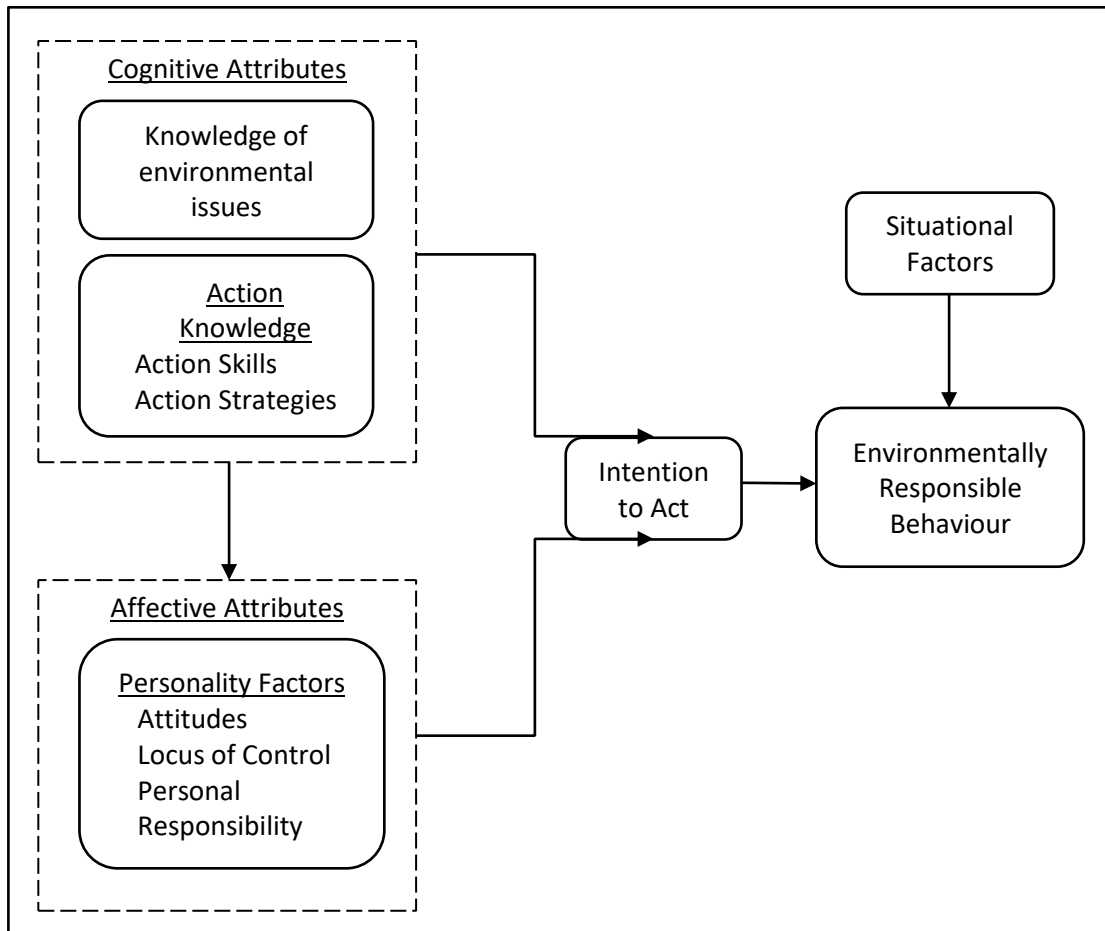 Cognitive Attributes
Knowledge of
environmental
issues
Action
Knowledge
Action Skills
Action Strategies
Affective Attributes
Personality Factors
Attitudes
Locus of Control
Personal
Responsibility
Intention
to Act
Situational
Factors
Environmentally
Responsible
Behaviour